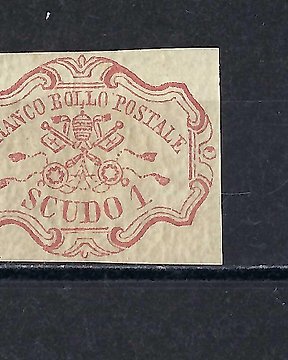 RANCO BOLLO POSTALE
SCUDO 1